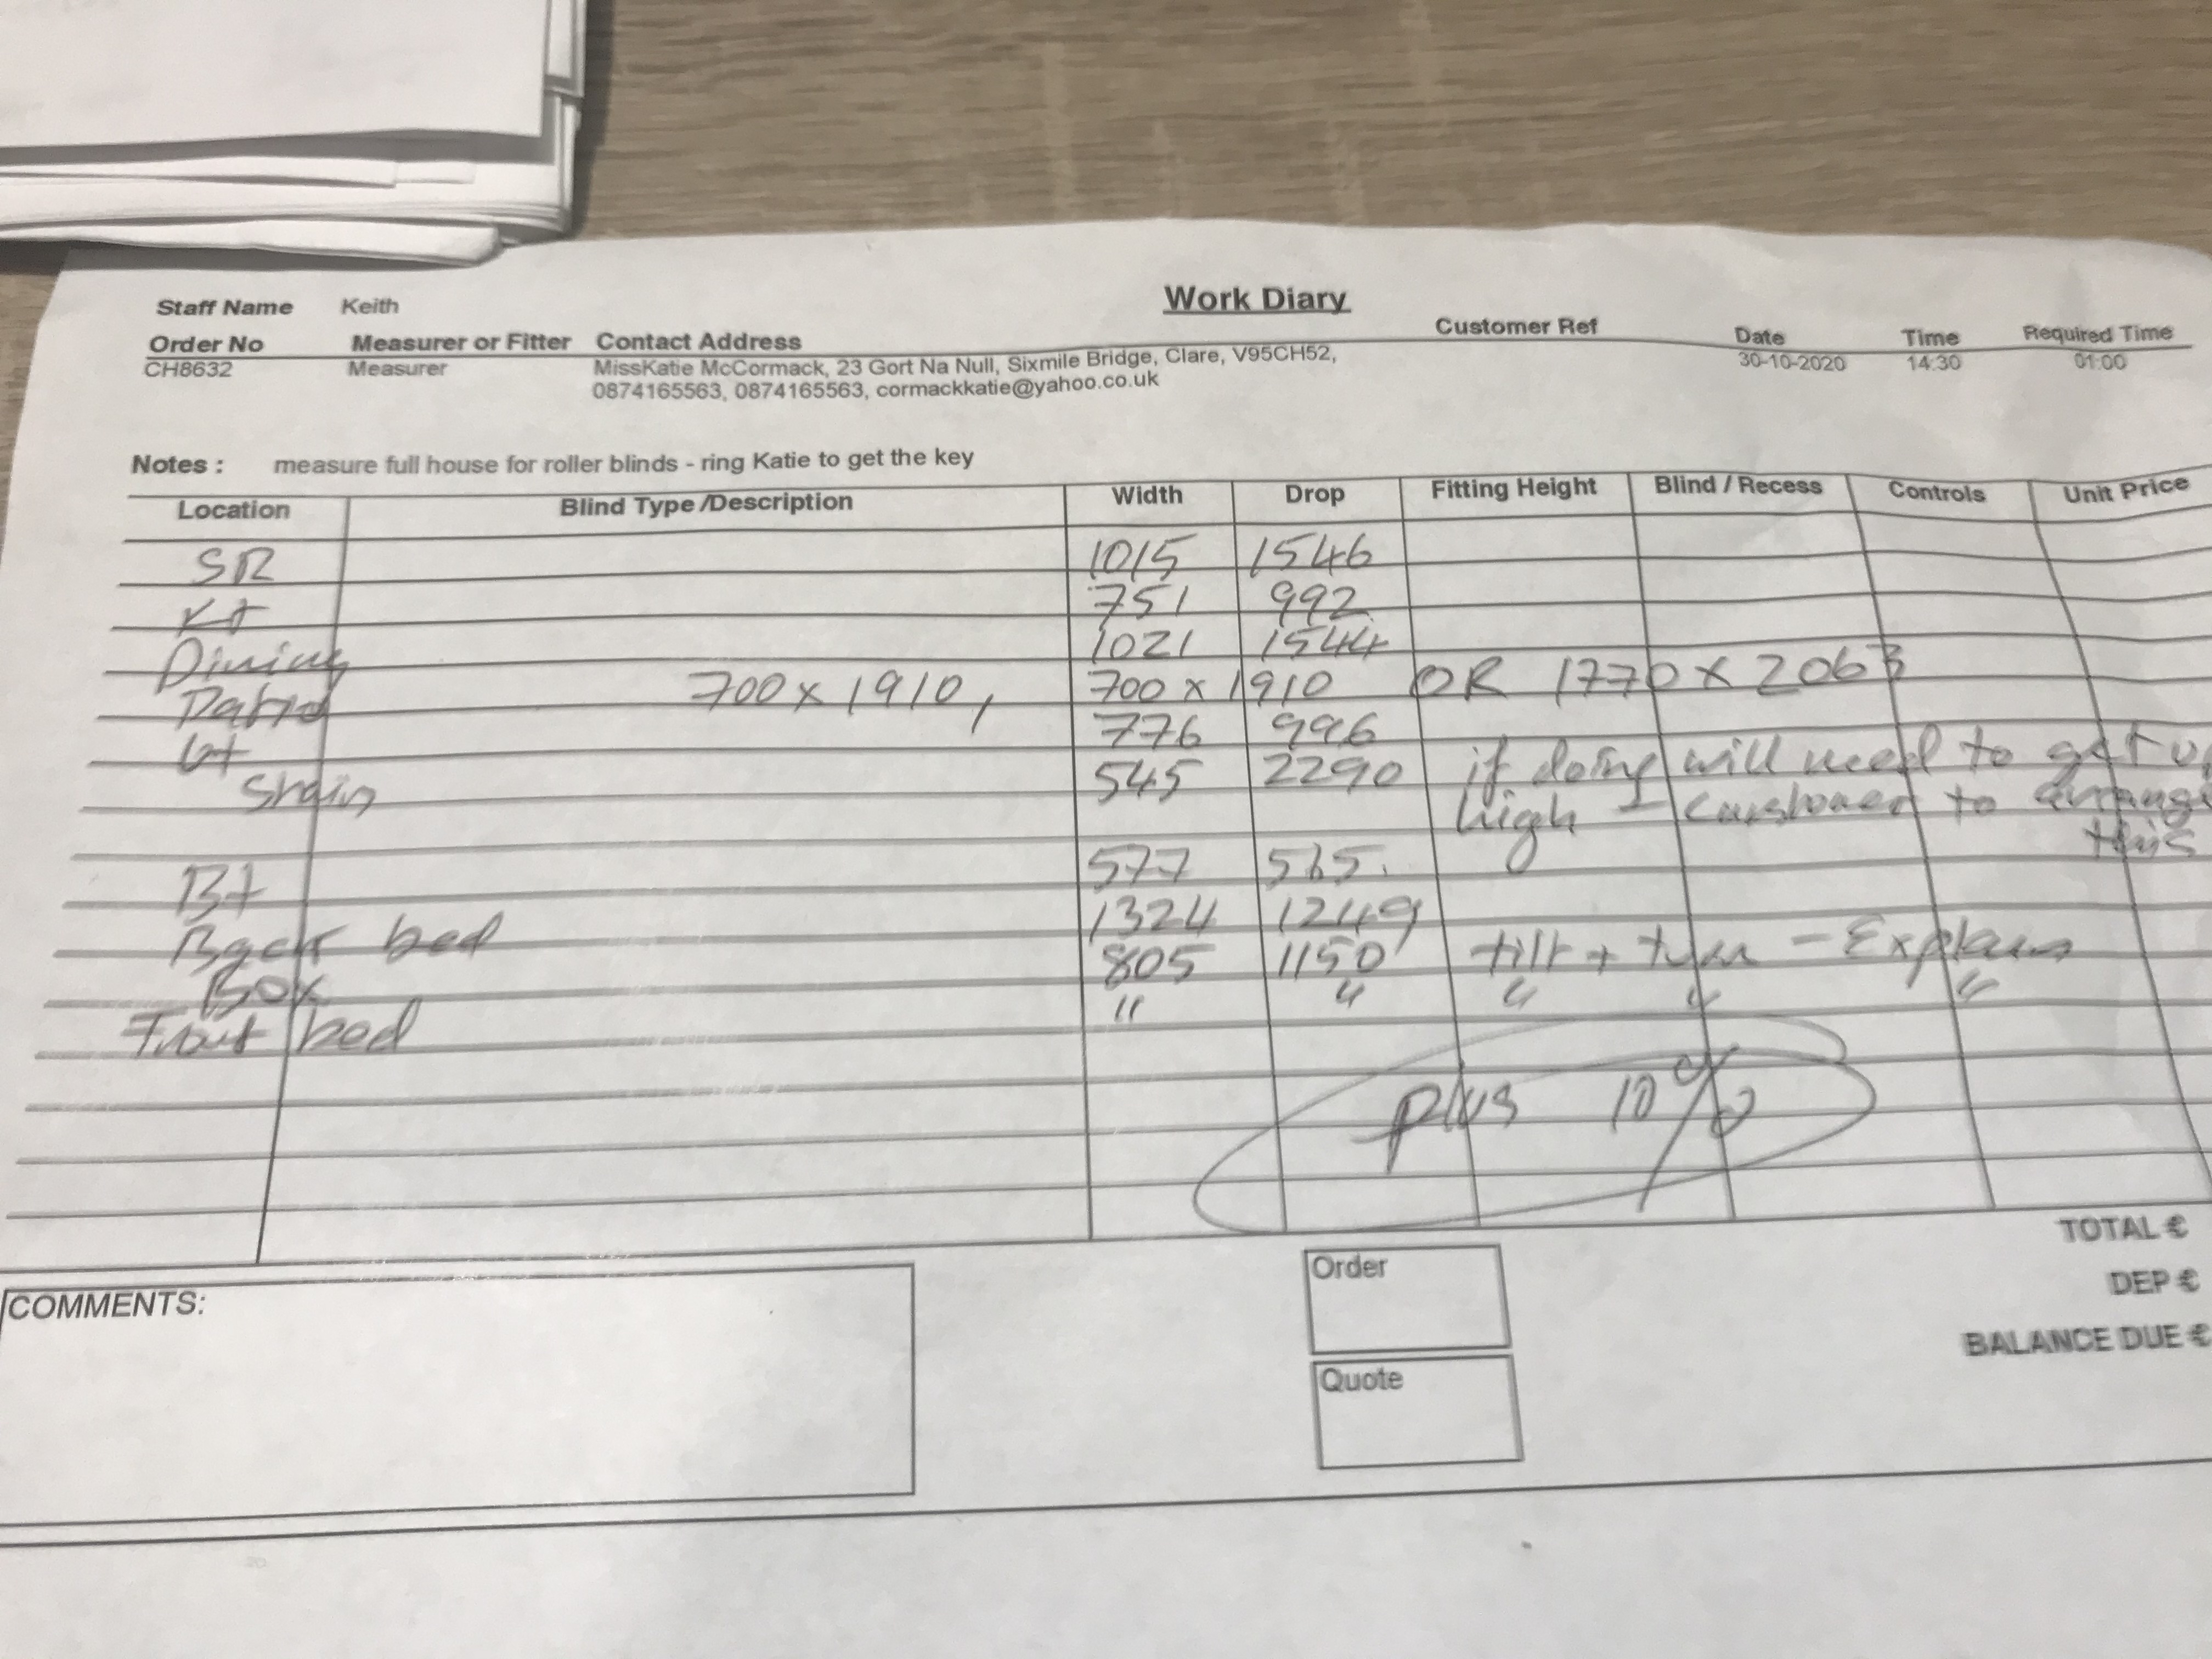 Work Diary
Staff Name Keith
Order No Measurer or Fitter Contact Address Customer Ref Date Time Required Time
CH8632 Measurer MissKatie McCormack, 23 Gort Na Null, Sixmile Bridge, Clare, V95CH52, 30-10-2020 14:30 01:00
0874165563, 0874165563, cormackkatie@yahoo.co.uk
Notes : measure full house for roller blinds - ring Katie to get the key
Location Blind Type /Description Width Drop Fitting Height Blind / Recess Controls Unit Price
SR 1015 1546
Kt 751 992
Dining 1021 1544
Patio 700 x 1910, 700 x 1910 OR 1770 x 2063
Ut 776 996
Stairs 545 2290 if doing will need to get
high - customer to arrange
this
Bt 577 565.
Back bed 1324 1249
Box 805 1150 tilt + turn - Explain
Front bed " " " " "
plus 10%
TOTAL €
Order
DEP €
COMMENTS:
BALANCE DUE €
Quote